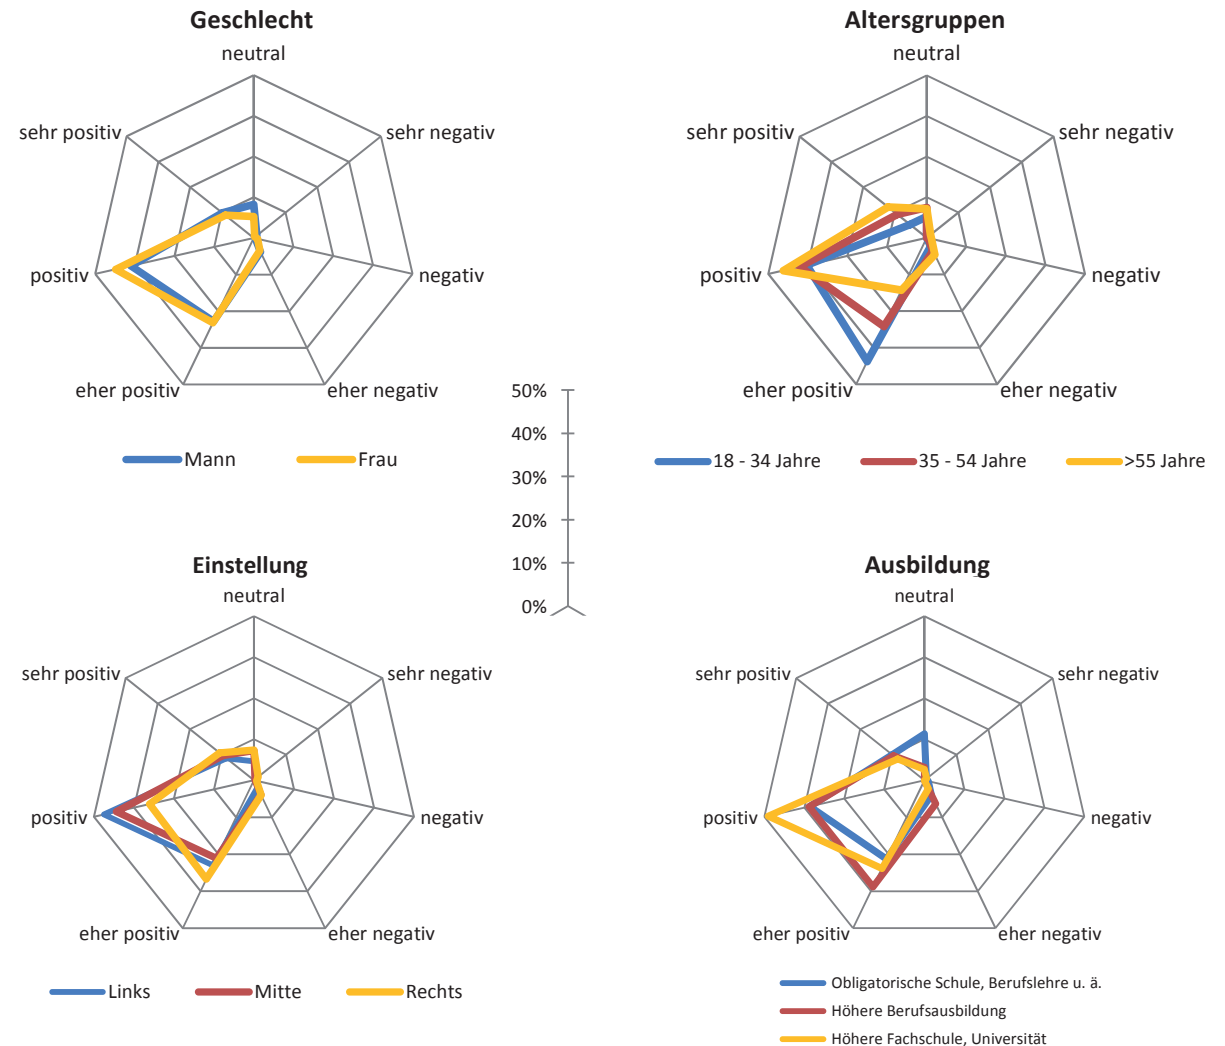 Geschlecht
neutral
sehr positiv
sehr negativ
positiv
negativ
eher positiv
eher negativ
Mann
Frau
Altersgruppen
neutral
sehr positiv
sehr negativ
positiv
negativ
eher positiv
eher negativ
18 - 34 Jahre
35 - 54 Jahre
>55 Jahre
50%
40%
30%
20%
10%
0%
Einstellung
neutral
sehr positiv
sehr negativ
positiv
negativ
eher positiv
eher negativ
Links
Mitte
Rechts
Ausbildung
neutral
sehr positiv
sehr negativ
positiv
negativ
eher positiv
eher negativ
Obligatorische Schule, Berufslehre u. ä.
Höhere Berufsausbildung
Höhere Fachschule, Universität